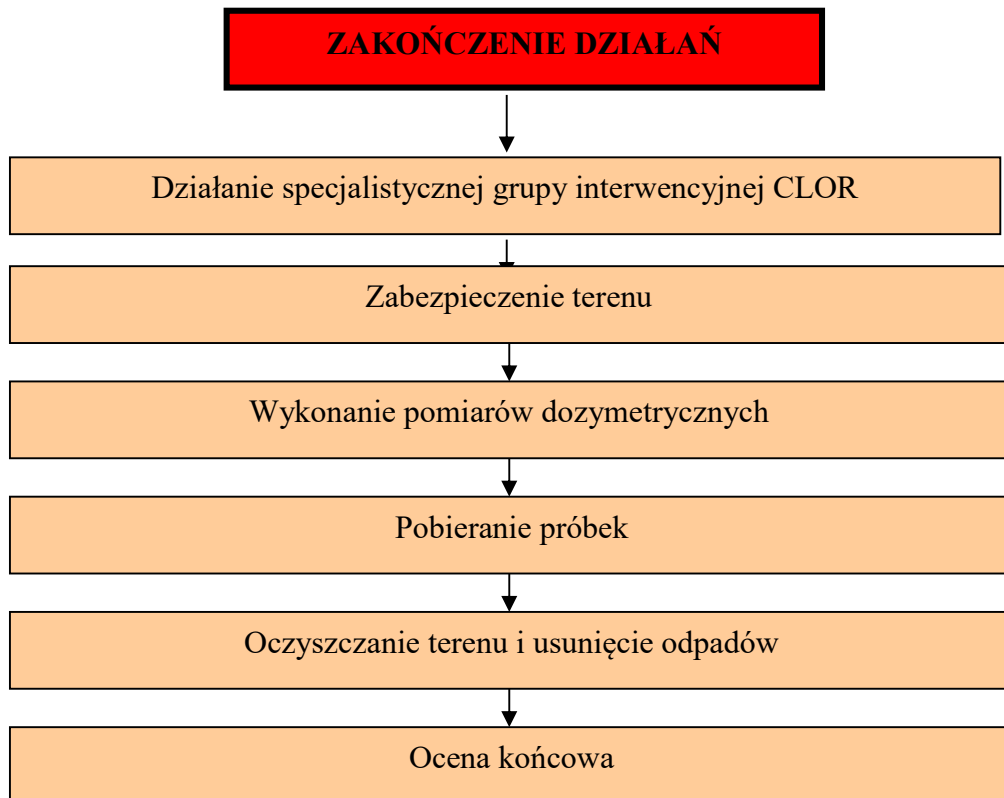 ZAKOŃCZENIE DZIAŁAŃ
Działanie specjalistycznej grupy interwencyjnej CLOR
Zabezpieczenie terenu
Wykonanie pomiarów dozymetrycznych
Pobieranie próbek
Oczyszczanie terenu i usunięcie odpadów
Ocena końcowa